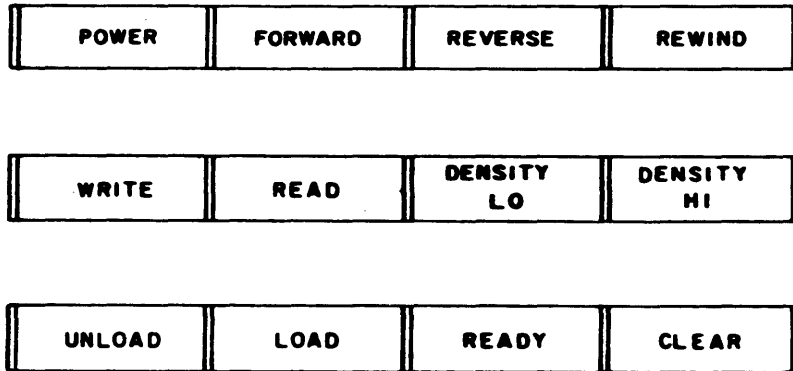 POWER FORWARD REVERSE REWIND
WRITE READ DENSITY LO DENSITY HI
UNLOAD LOAD READY CLEAR